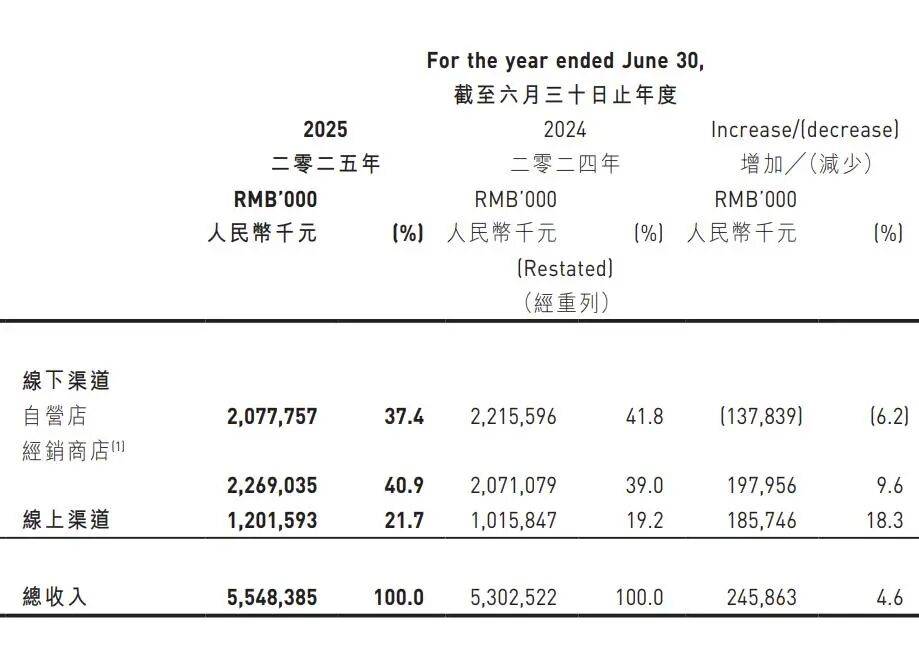 For the year ended June 30,
截至六月三十日止年度
2025 2024 Increase/(decrease)
二零二五年 二零二四年 增加╱（減少）
RMB’000 RMB’000 RMB’000
人民幣千元 (%) 人民幣千元 (%) 人民幣千元 (%)
(Restated)
（經重列）
線下渠道
自營店 2,077,757 37.4 2,215,596 41.8 (137,839) (6.2)
經銷商店(1)
2,269,035 40.9 2,071,079 39.0 197,956 9.6
線上渠道 1,201,593 21.7 1,015,847 19.2 185,746 18.3
總收入 5,548,385 100.0 5,302,522 100.0 245,863 4.6